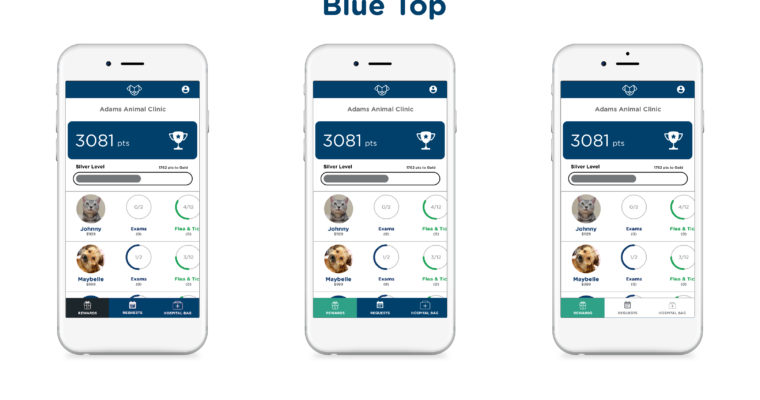 Blue Top
Adams Animal Clinic
3081 pts
Silver Level 1762 pts to Gold
0/2 4/12
Johnny Exams Flea & Tic
$109 (0) (0)
1/2 3/12
Maybelle Exams Flea & Tic
(0) (0)
REWARDS REQUESTS HOSPITAL BAG
Adams Animal Clinic
3081 pts
Silver Level 1762 pts to Gold
0/2 4/12
Johnny Exams Flea & Tic
$109 (0) (0)
1/2 3/12
Maybelle Exams Flea & Tic
(0) (0)
REWARDS REQUESTS HOSPITAL BAG
Adams Animal Clinic
3081 pts
Silver Level 1762 pts to Gold
0/2 4/12
Johnny Exams Flea & Tic
$109 (0) (0)
1/2 3/12
Maybelle Exams Flea & Tic
(0) (0)
REWARDS REQUESTS HOSPITAL BAG